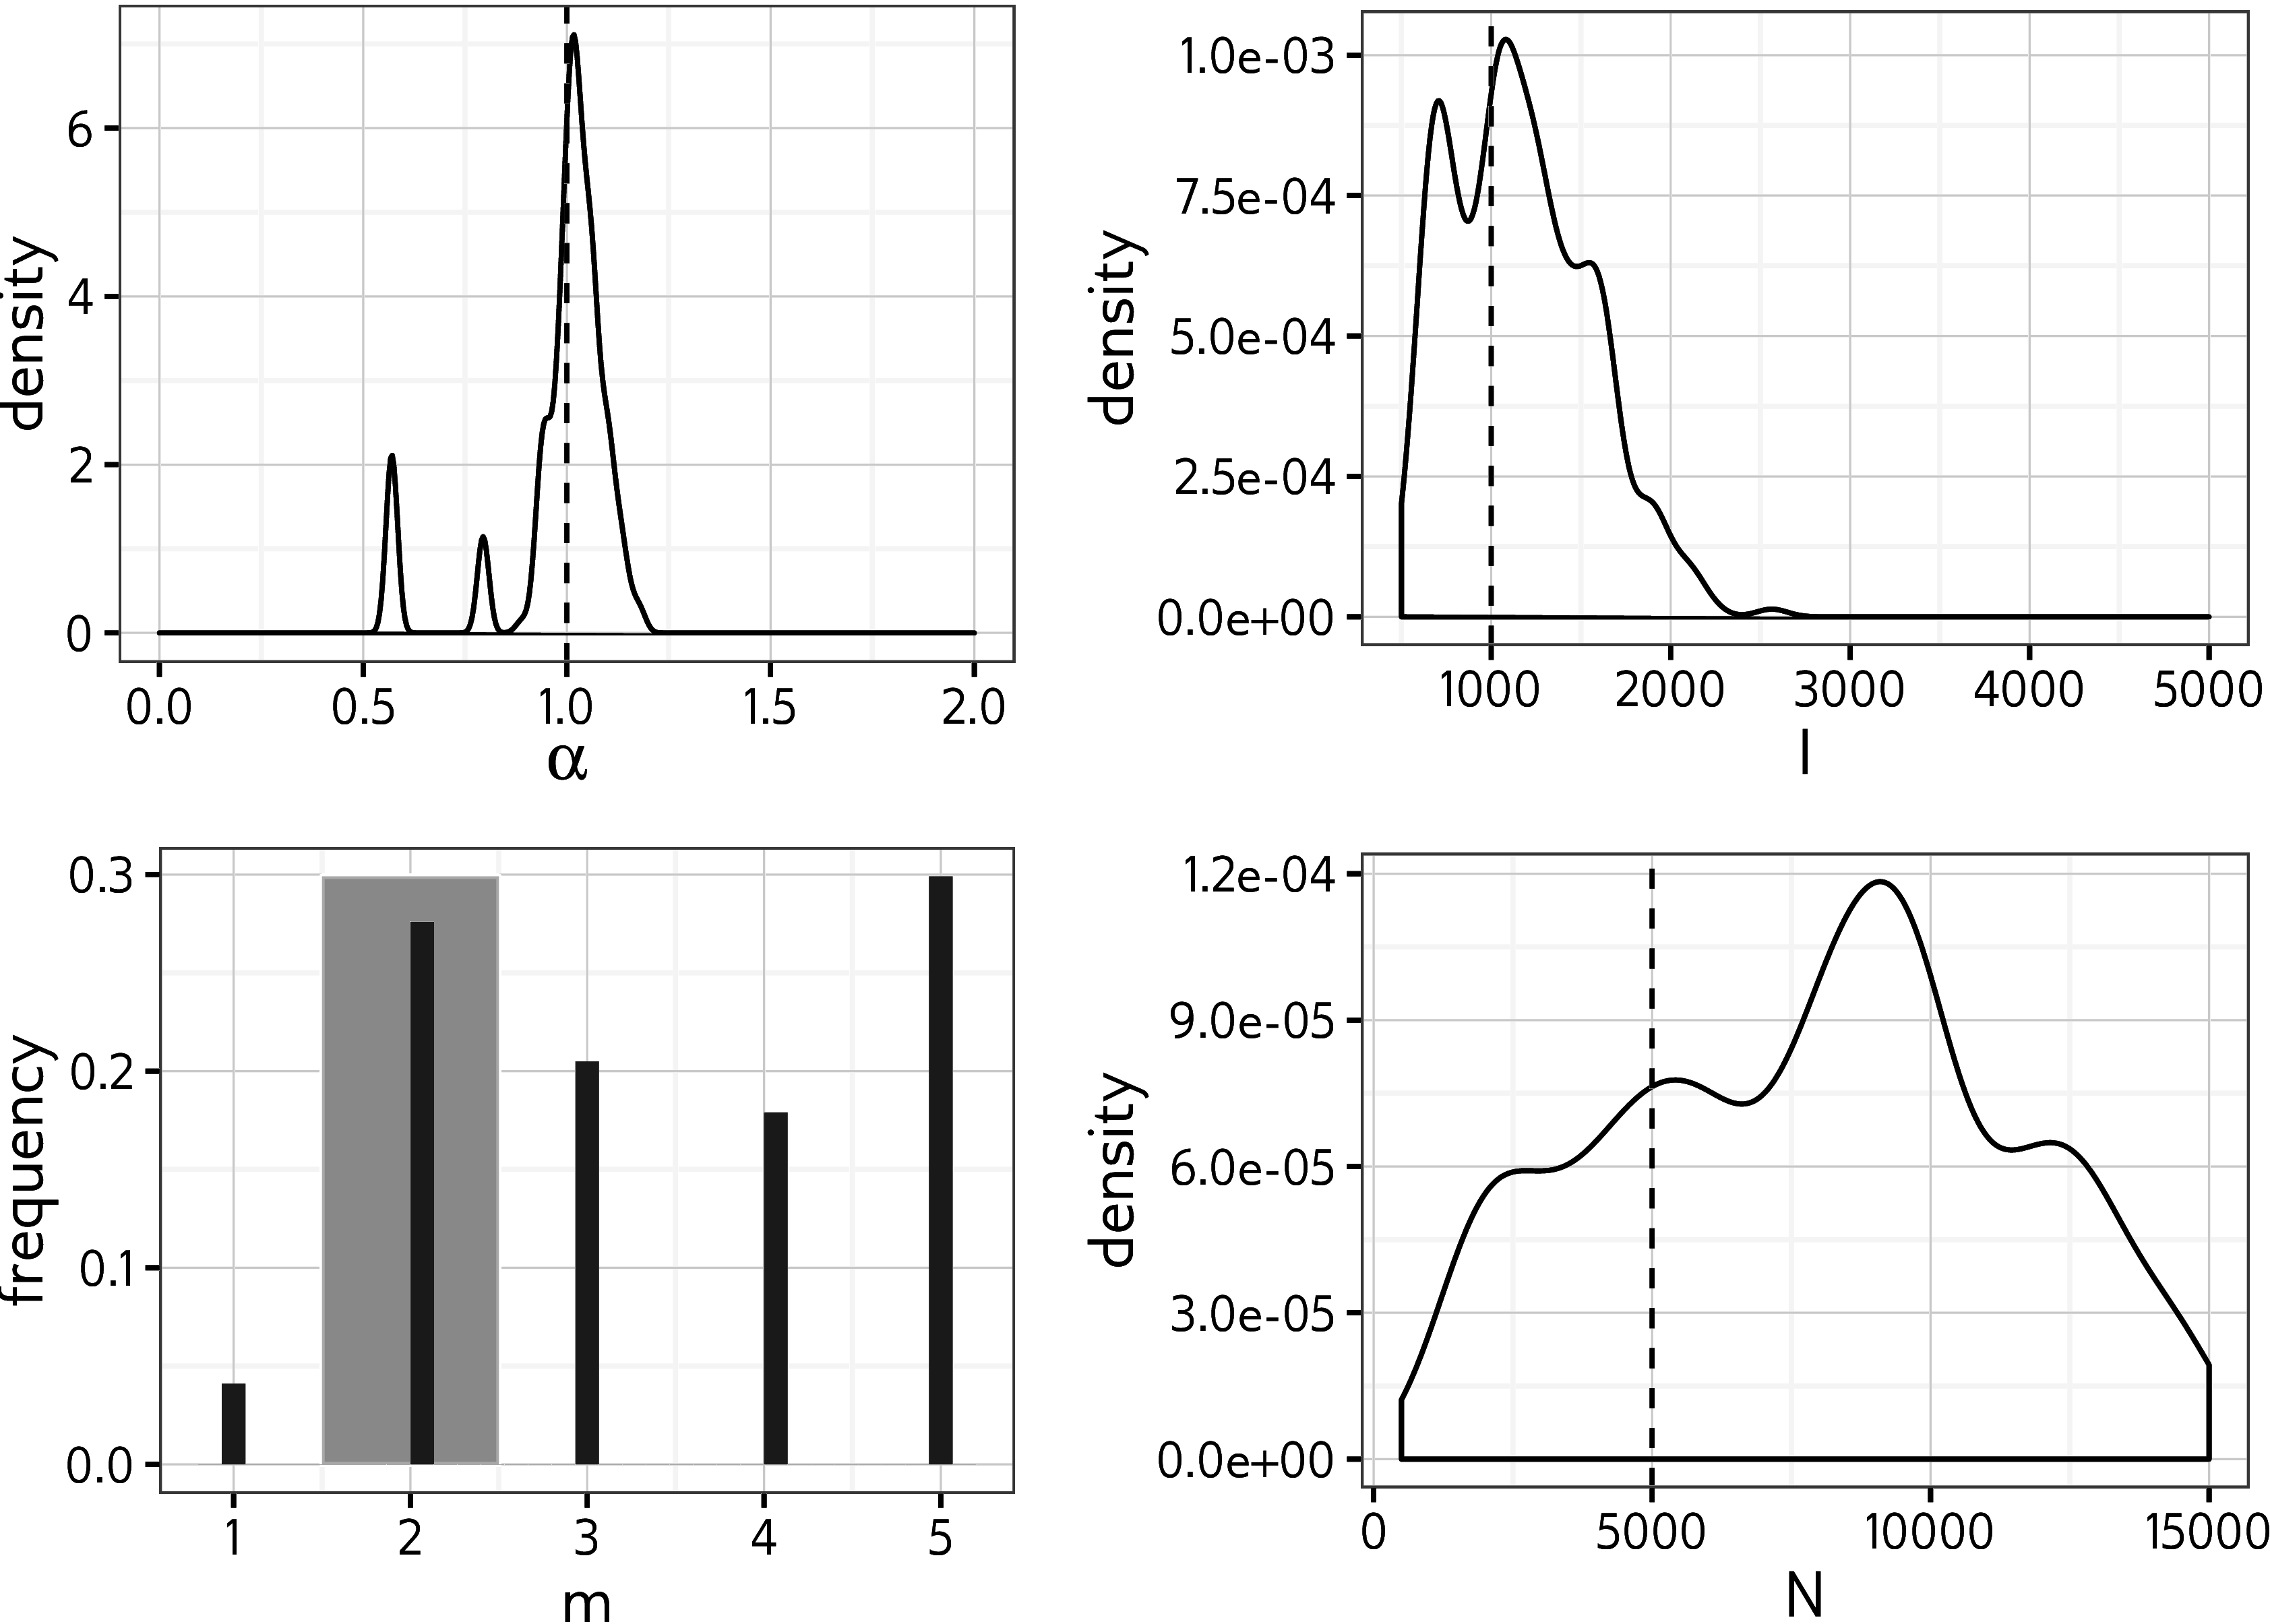 density
6
4
2
0
0.0 0.5 1.0 1.5 2.0
α
density
1.0e-03
7.5e-04
5.0e-04
2.5e-04
0.0e+00
1000 2000 3000 4000 5000
I
frequency
0.3
0.2
0.1
0.0
1 2 3 4 5
m
density
1.2e-04
9.0e-05
6.0e-05
3.0e-05
0.0e+00
0 5000 10000 15000
N